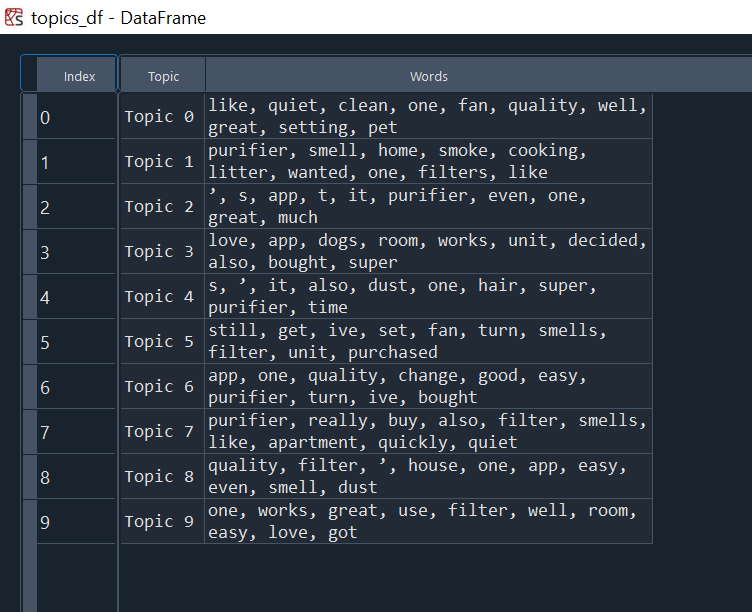 topics_df - DataFrame
Index Topic Words
0 Topic 0 like, quiet, clean, one, fan, quality, well,
great, setting, pet
1 Topic 1 purifier, smell, home, smoke, cooking,
litter, wanted, one, filters, like
2 Topic 2 ’, s, app, t, it, purifier, even, one,
great, much
3 Topic 3 love, app, dogs, room, works, unit, decided,
also, bought, super
4 Topic 4 s, ’, it, also, dust, one, hair, super,
purifier, time
5 Topic 5 still, get, ive, set, fan, turn, smells,
filter, unit, purchased
6 Topic 6 app, one, quality, change, good, easy,
purifier, turn, ive, bought
7 Topic 7 purifier, really, buy, also, filter, smells,
like, apartment, quickly, quiet
8 Topic 8 quality, filter, ’, house, one, app, easy,
even, smell, dust
9 Topic 9 one, works, great, use, filter, well, room,
easy, love, got